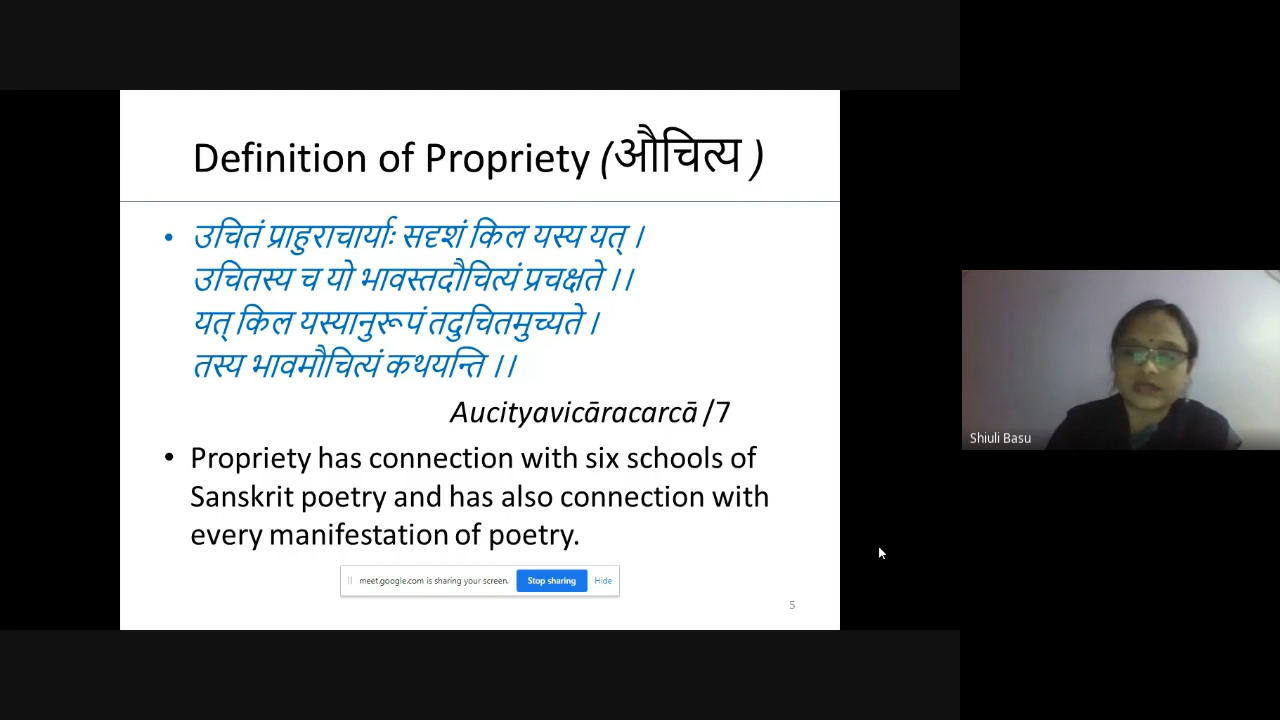 Definition of Propriety (औचित्य )
• उचितं प्राहुराचार्याः सदृशं किल यस्य यत् ।
उचितस्य च यो भावस्तदौचित्यं प्रचक्षते ।।
यत् किल यस्यानुरूपं तदुचितमुच्यते ।
तस्य भावमौचित्यं कथयन्ति ।।
Aucityavicāracarcā /7
• Propriety has connection with six schools of
Sanskrit poetry and has also connection with
every manifestation of poetry.
meet.google.com is sharing your screen. Stop sharing Hide
5
Shiuli Basu